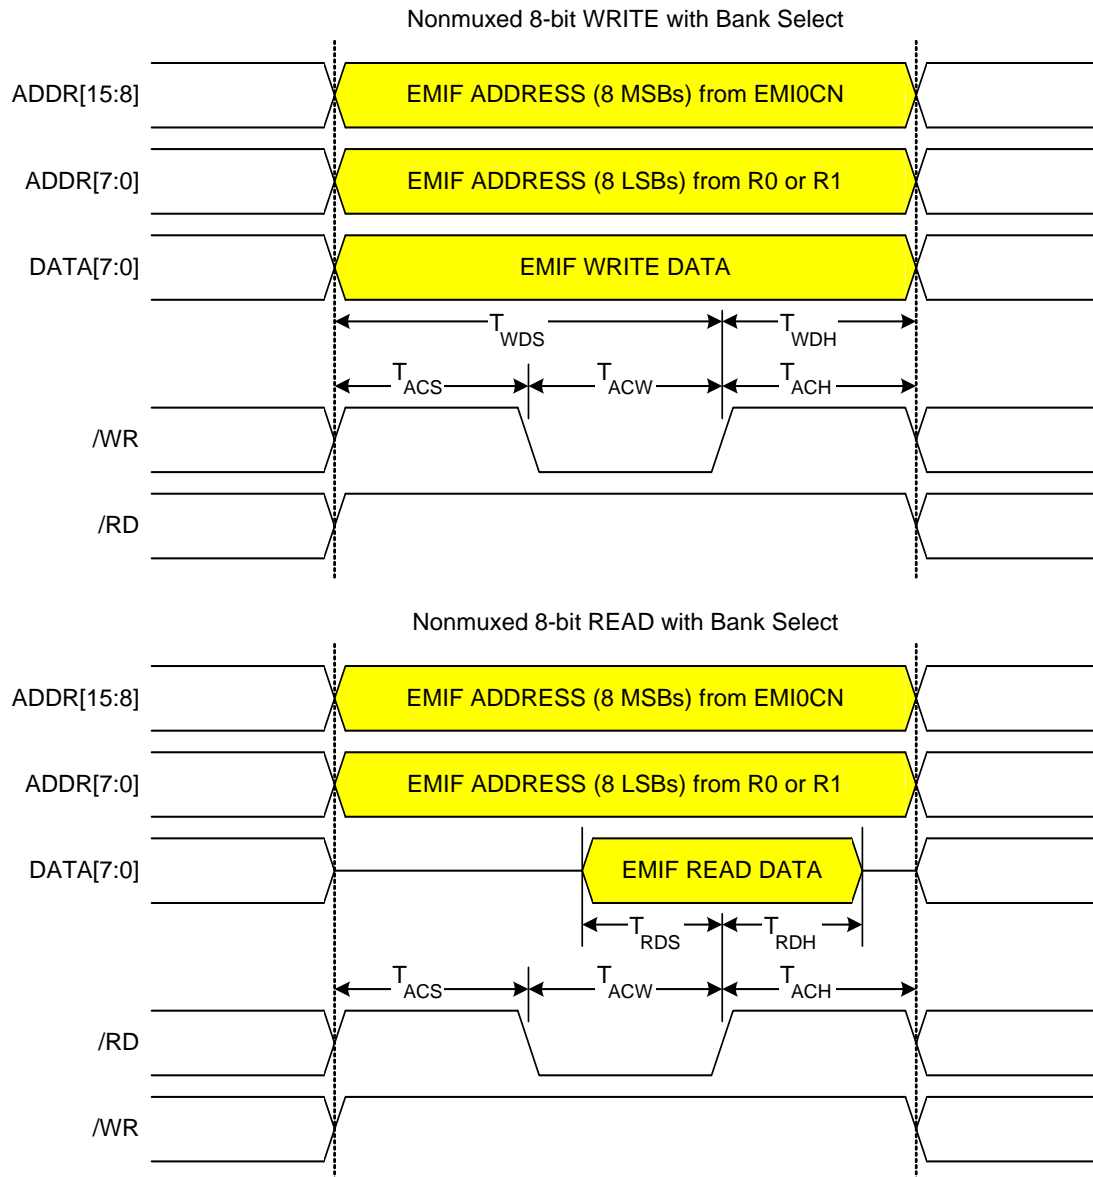 Nonmuxed 8-bit WRITE with Bank Select
ADDR[15:8] EMIF ADDRESS (8 MSBs) from EMI0CN
ADDR[7:0] EMIF ADDRESS (8 LSBs) from R0 or R1
DATA[7:0] EMIF WRITE DATA
TWDS TWDH
TACS TACW TACH
/WR
/RD
Nonmuxed 8-bit READ with Bank Select
ADDR[15:8] EMIF ADDRESS (8 MSBs) from EMI0CN
ADDR[7:0] EMIF ADDRESS (8 LSBs) from R0 or R1
DATA[7:0] EMIF READ DATA
TRDS TRDH
TACS TACW TACH
/RD
/WR